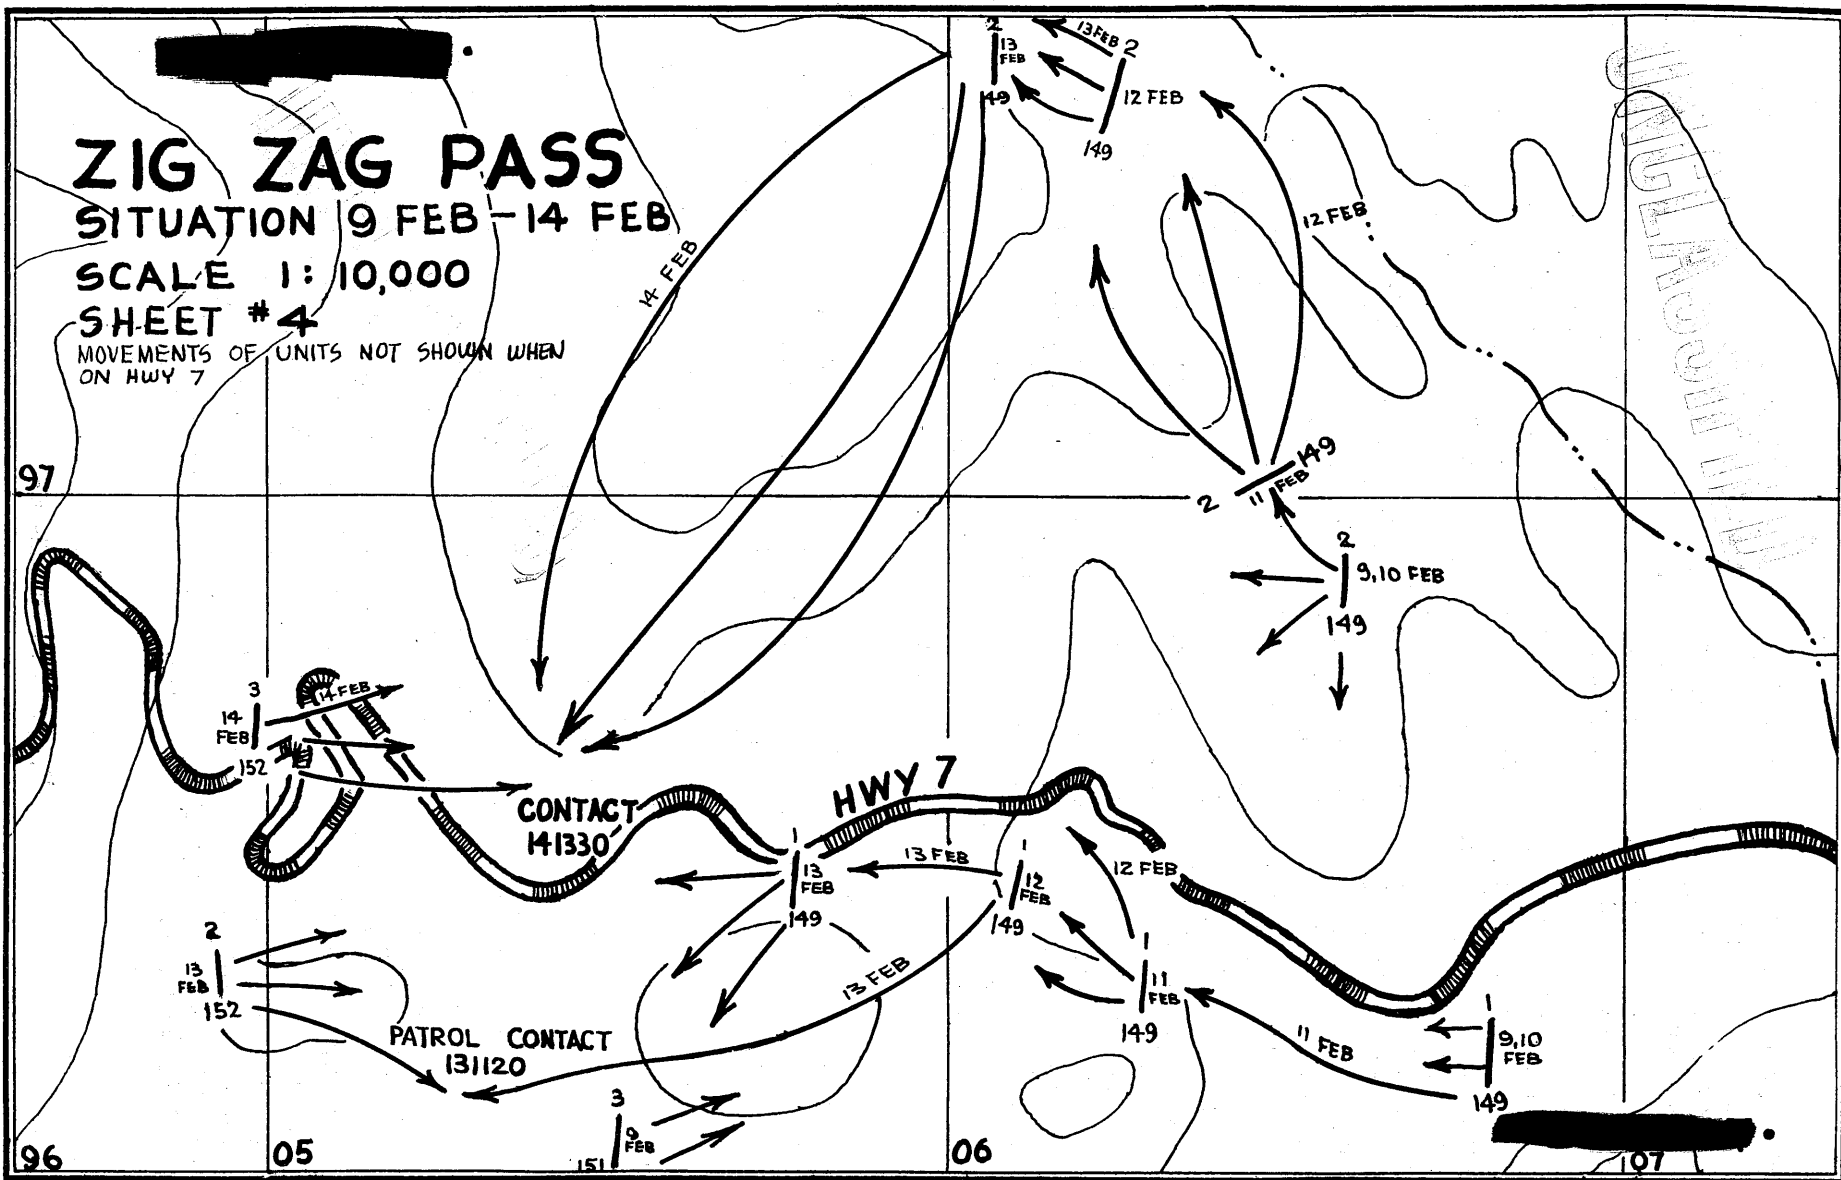 ZIG ZAG PASS
SITUATION 9 FEB - 14 FEB
SCALE 1: 10,000
SHEET #4
MOVEMENTS OF UNITS NOT SHOWN WHEN
ON HWY 7
UNCLASSIFIED
2
13
FEB
149
13 FEB
2
12 FEB
149
12 FEB
14 FEB
97
2
11 FEB
149
2
9,10 FEB
149
3
14
FEB
152
14 FEB
CONTACT
141330
HWY 7
1
13
FEB
149
13 FEB
1
12
FEB
149
12 FEB
13 FEB
1
11
FEB
149
11 FEB
1
9,10
FEB
149
2
13
FEB
152
PATROL CONTACT
131120
3
9
FEB
151
96
05
06
07